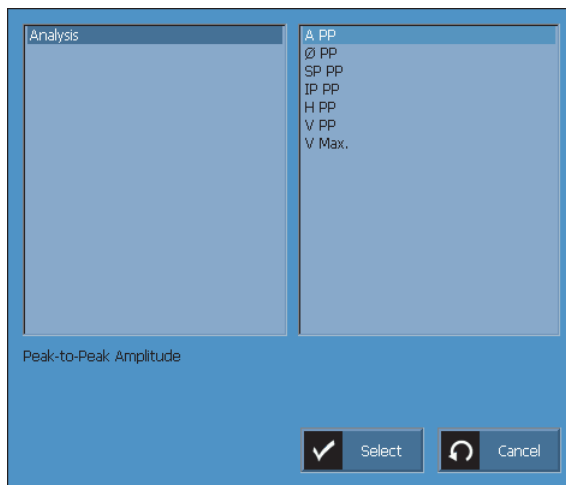 Analysis
A PP
Ø PP
SP PP
IP PP
H PP
V PP
V Max.
Peak-to-Peak Amplitude
Select
Cancel